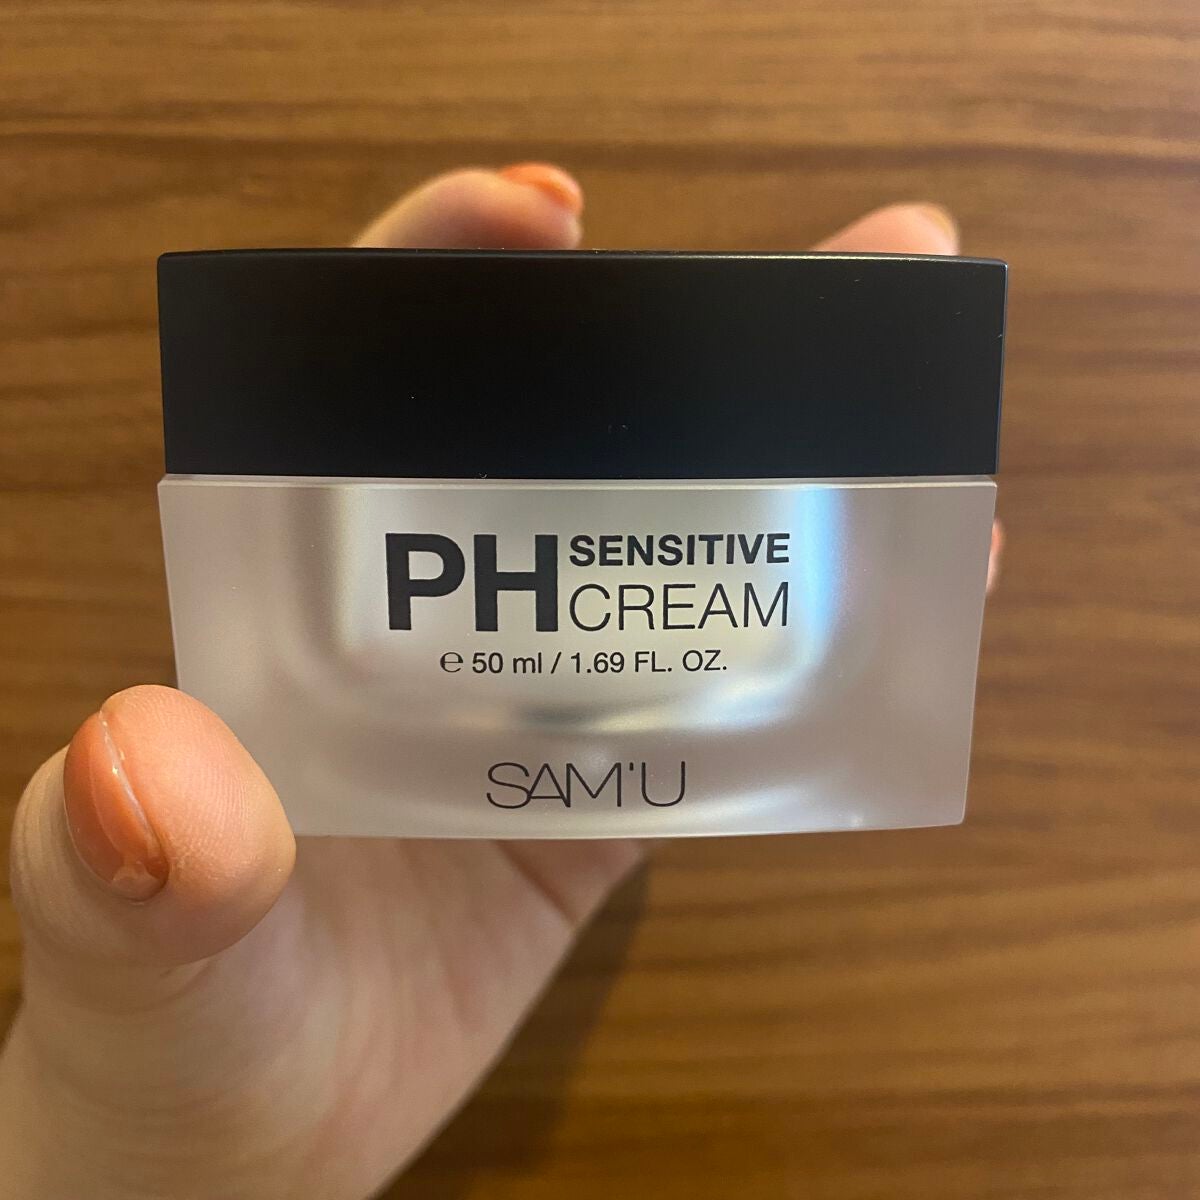 PH SENSITIVE
CREAM
℮ 50 ml / 1.69 FL. OZ.
SAM'U